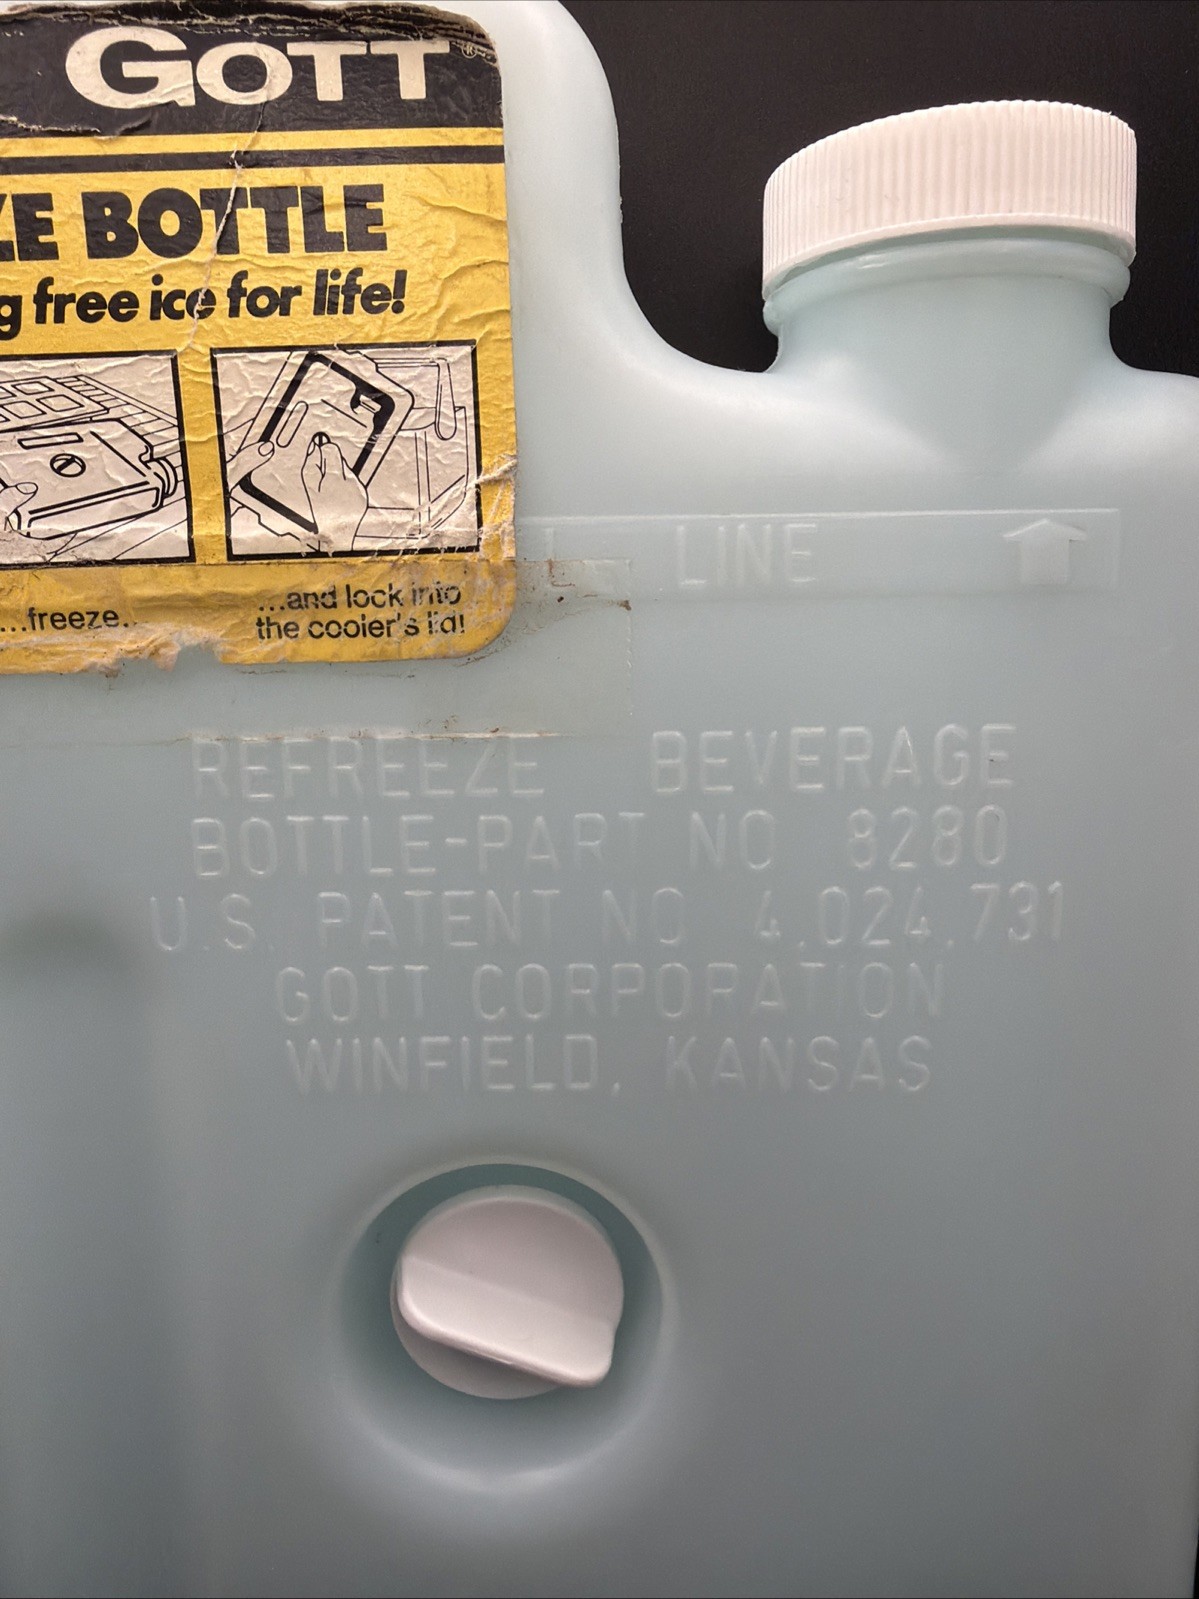 GOTT®
ZE BOTTLE
g free ice for life!
...freeze...
...and lock into
the cooler's lid!
L LINE
REFREEZE BEVERAGE
BOTTLE-PART NO 8280
U.S. PATENT NO 4,024,731
GOTT CORPORATION
WINFIELD, KANSAS